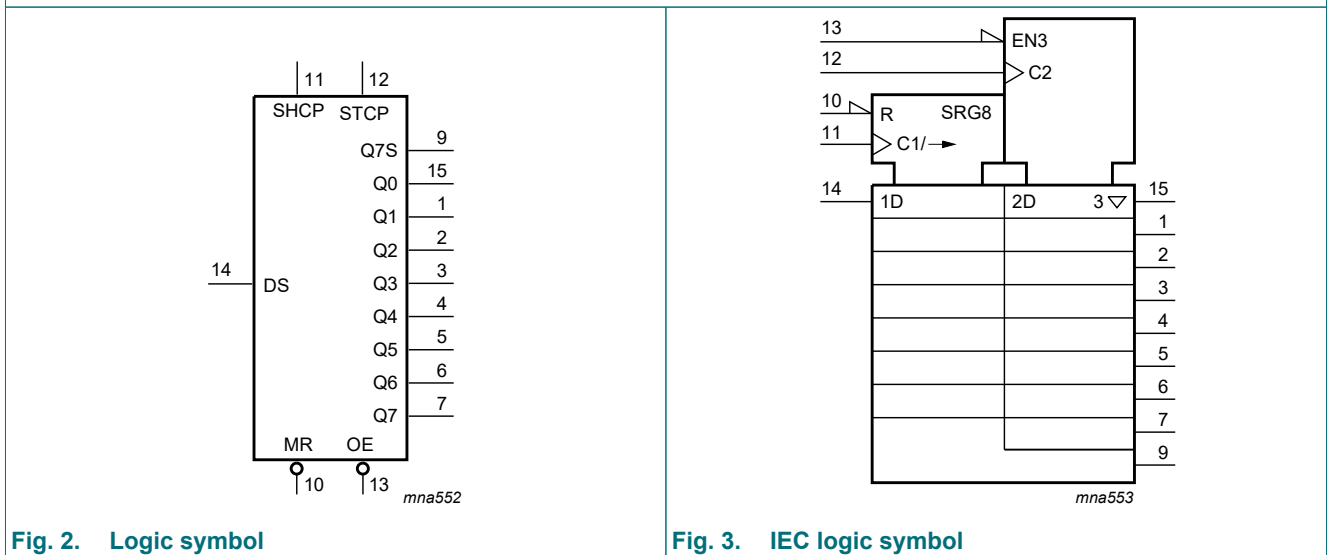 11 12
SHCP STCP
Q7S 9
Q0 15
Q1 1
Q2 2
14 DS Q3 3
Q4 4
Q5 5
Q6 6
Q7 7
MR OE
10 13
mna552
Fig. 2. Logic symbol
13 EN3
12 C2
10 R SRG8
11 C1/
14 1D 2D 3 15
1
2
3
4
5
6
7
9
mna553
Fig. 3. IEC logic symbol